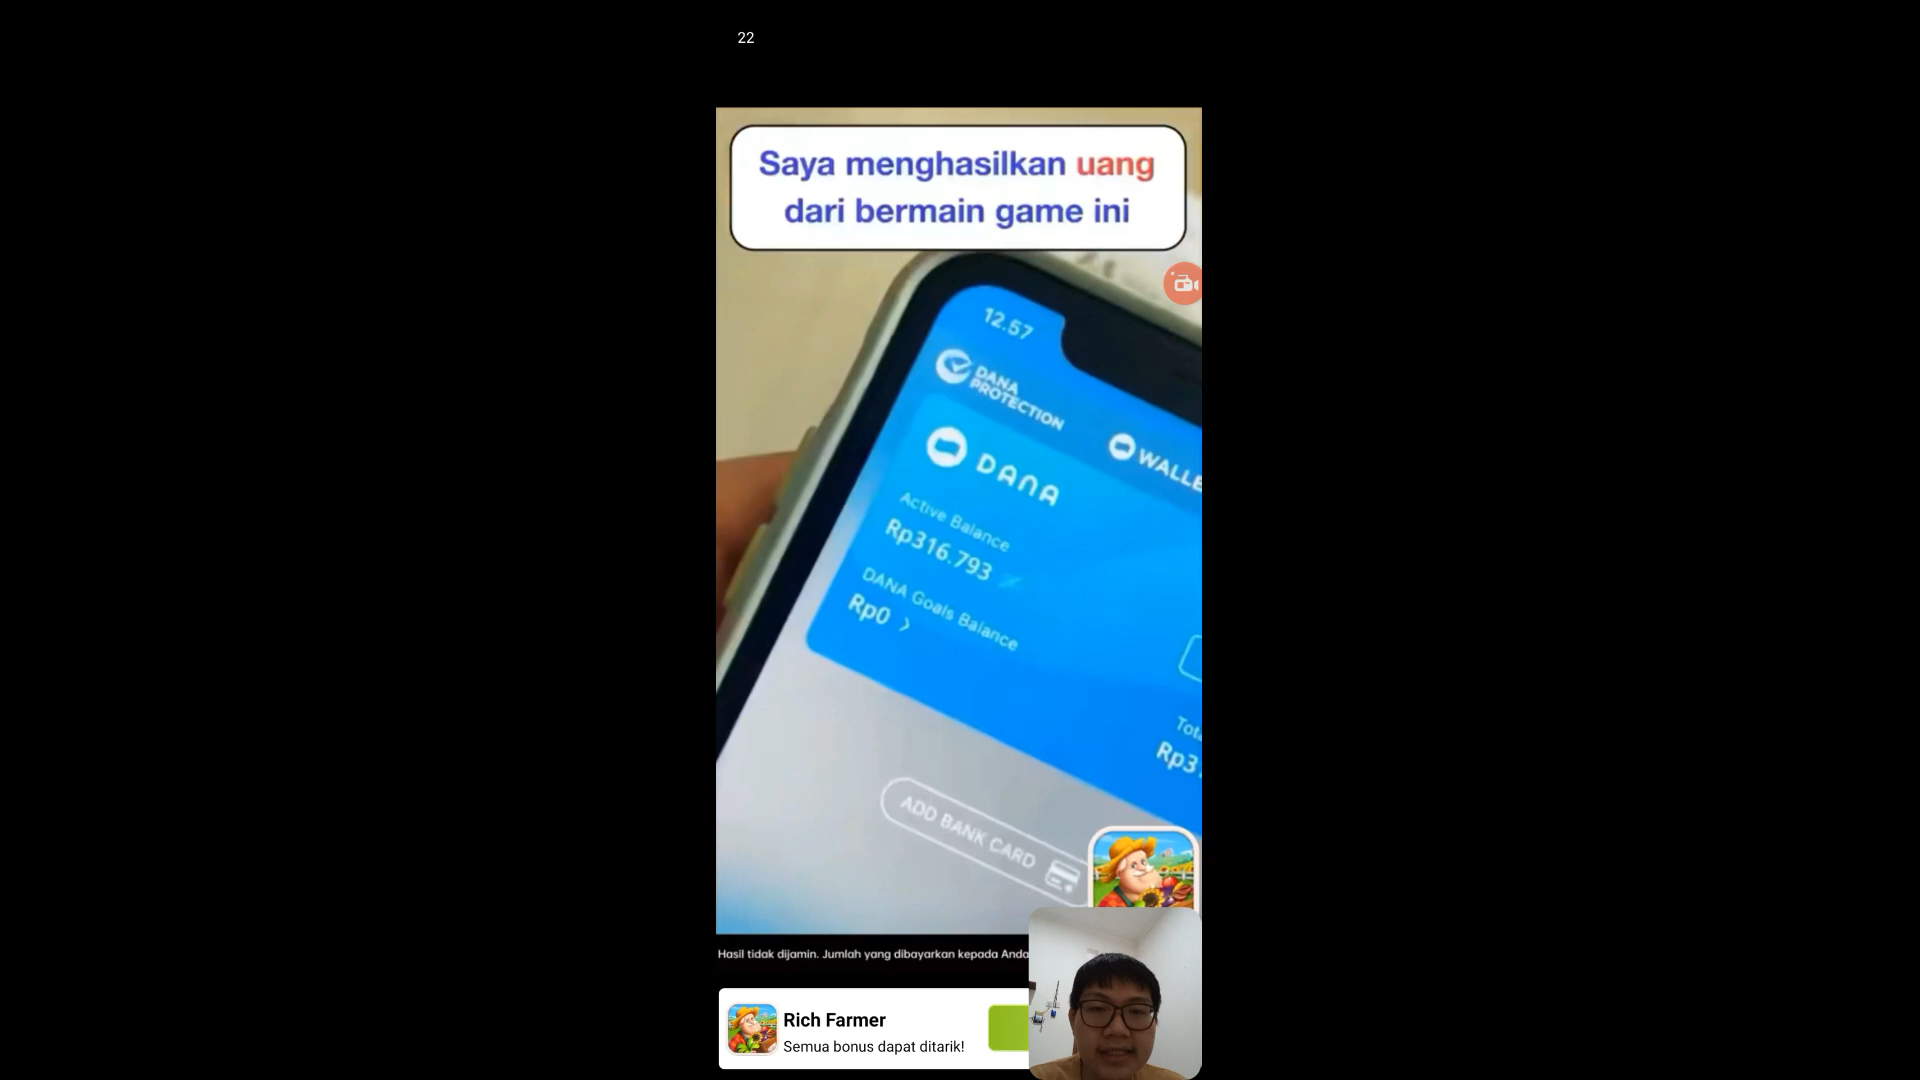 22
Saya menghasilkan uang
dari bermain game ini
12.57
DANA
PROTECTION
DANA
Active Balance
Rp316.793
DANA Goals Balance
Rp0
ADD BANK CARD
Hasil tidak dijamin. Jumlah yang dibayarkan kepada Anda
Rich Farmer
Semua bonus dapat ditarik!